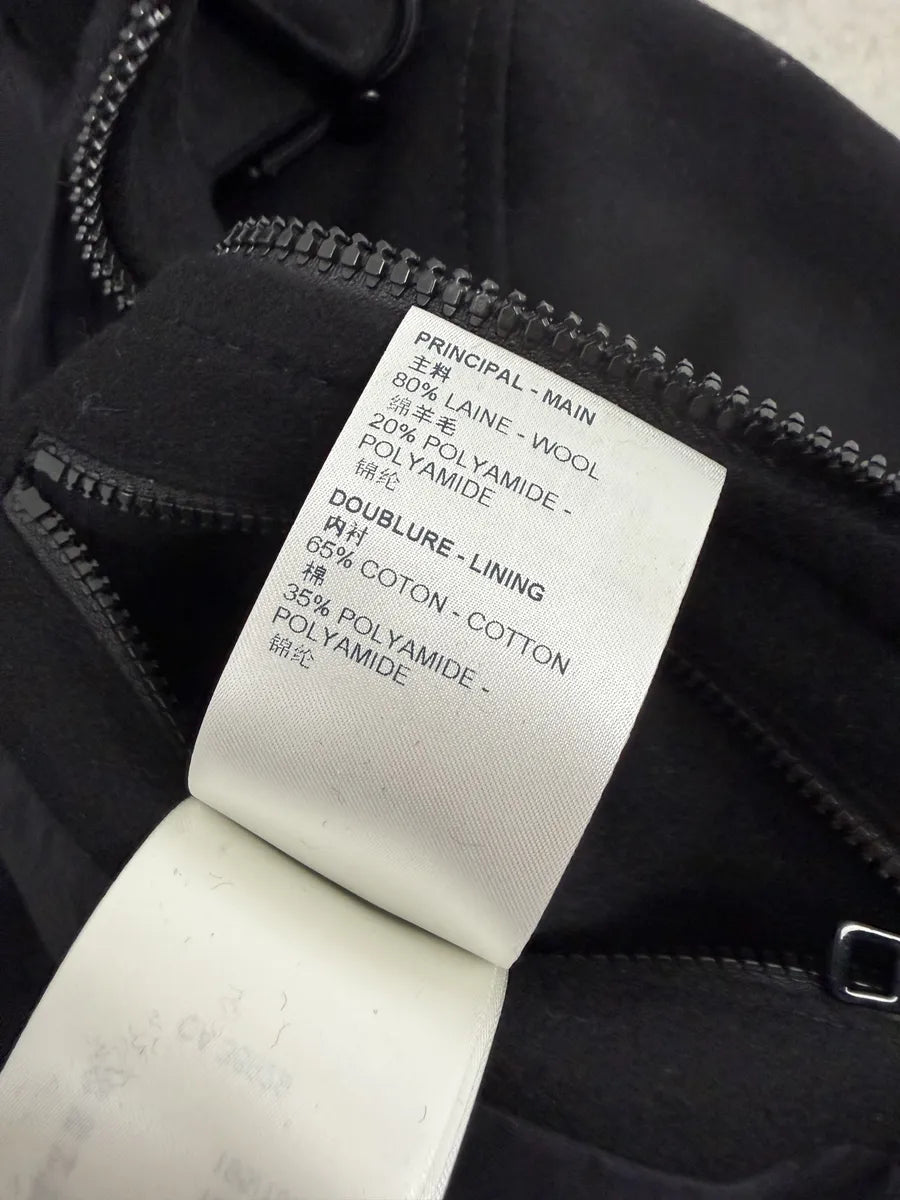 PRINCIPAL - MAIN
主料
80% LAINE - WOOL
绵羊毛
20% POLYAMIDE -
POLYAMIDE
锦纶
DOUBLURE - LINING
内衬
65% COTON - COTTON
棉
35% POLYAMIDE -
POLYAMIDE
锦纶